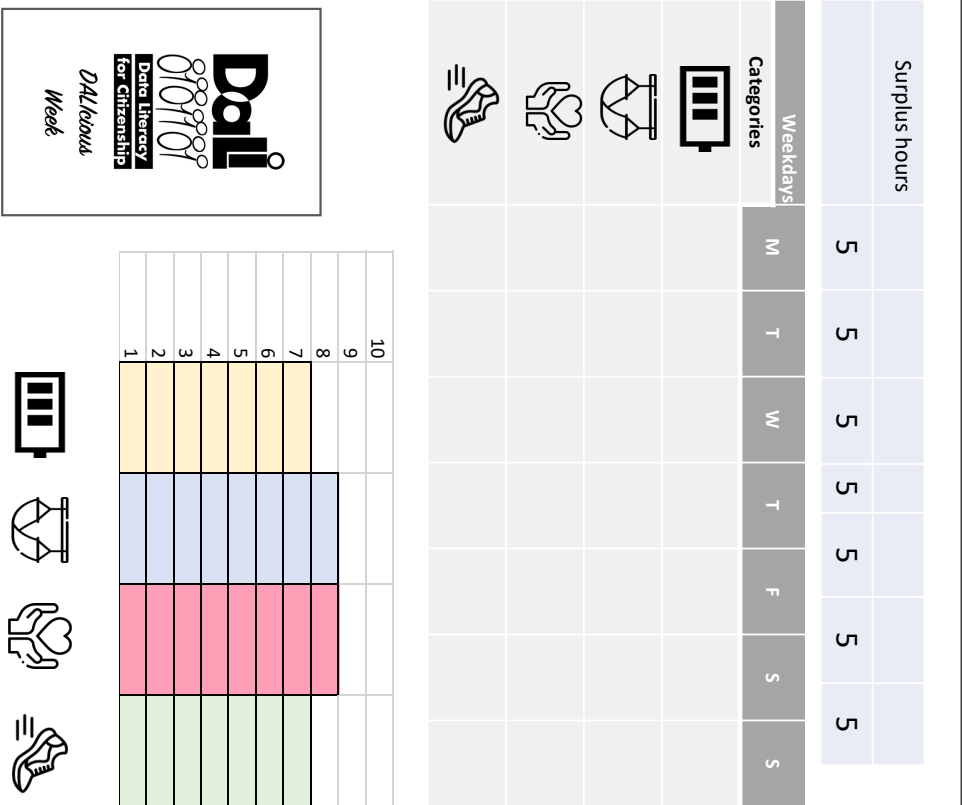 Surplus hours
5 5 5 5 5 5 5
Weekdays M T W T F S S
Categories
DaLi
Data Literacy
for Citizenship
DALIcious
Week
10
9
8
7
6
5
4
3
2
1